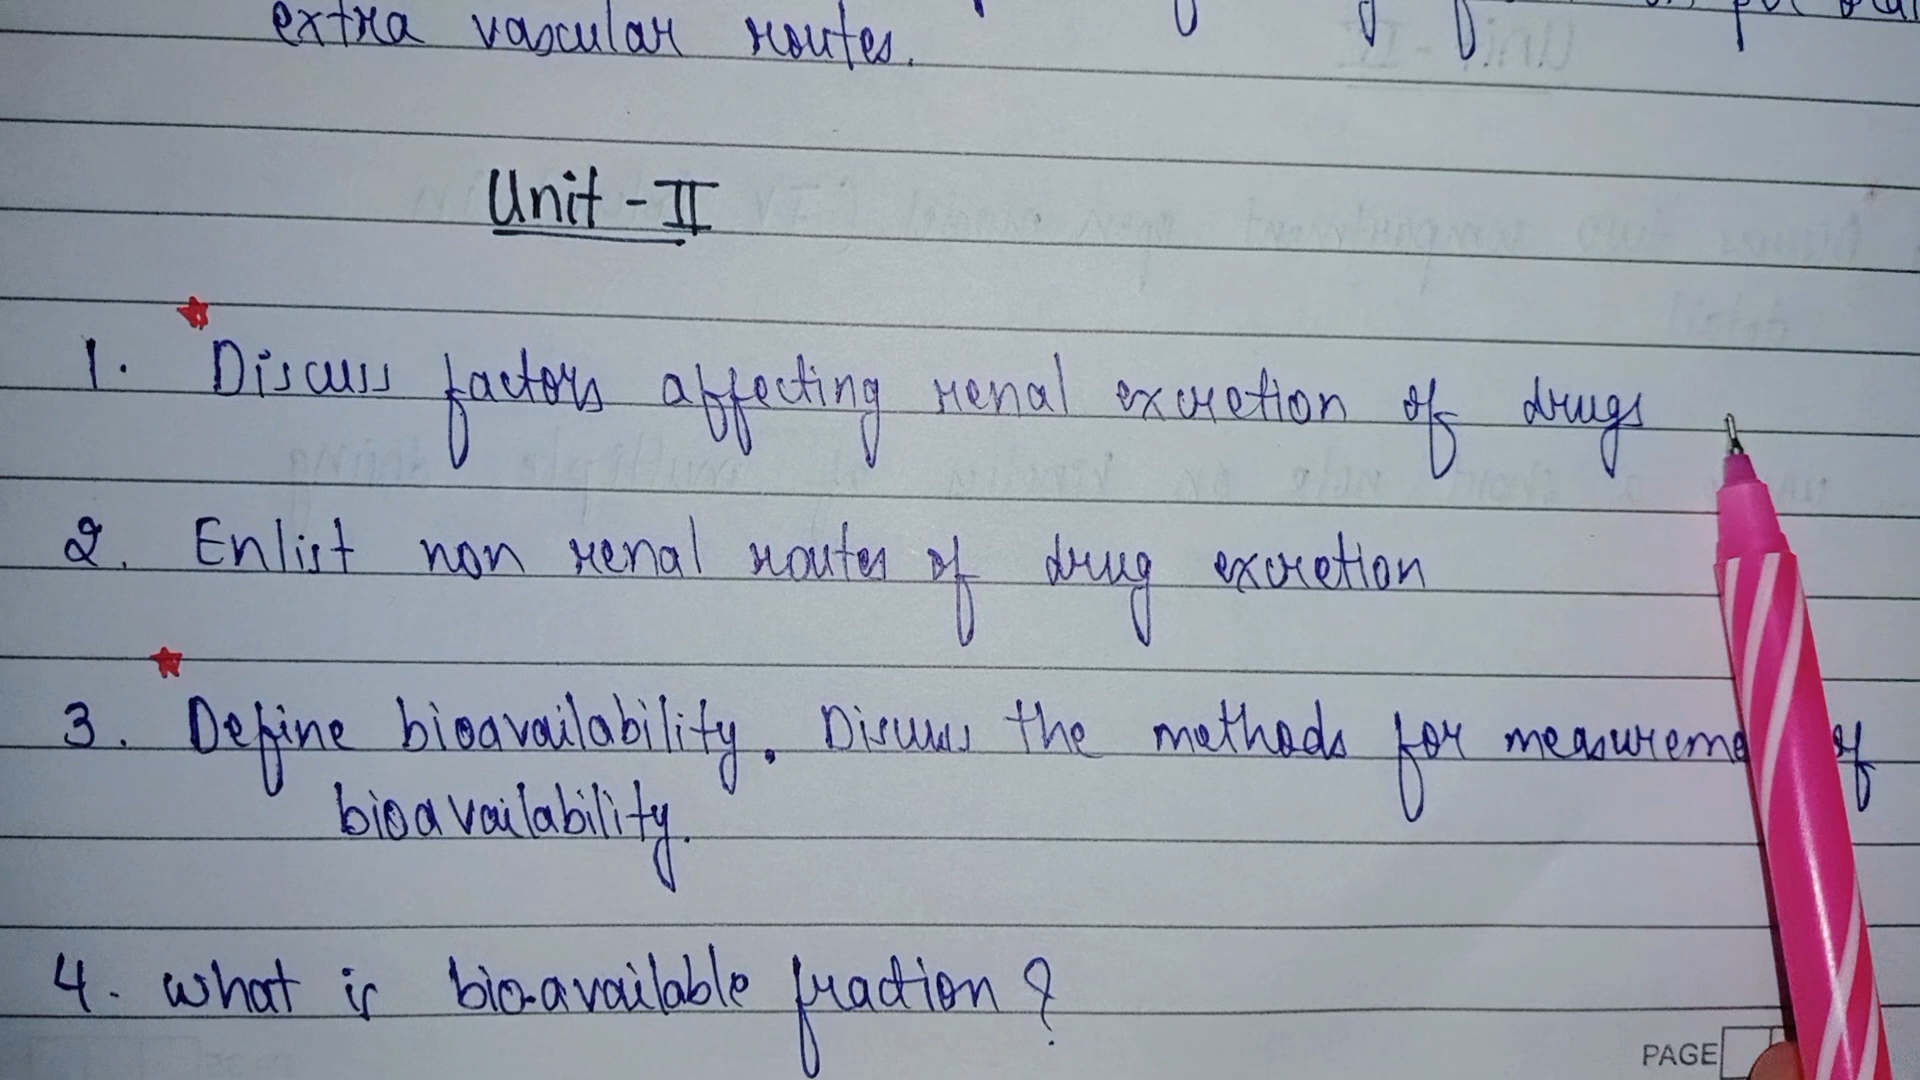 extra vascular routes.
Unit - II
1. Discuss factors affecting renal excretion of drugs
2. Enlist non renal routes of drug excretion
3. Define bioavailability. Discuss the methods for measureme of
bioavailability.
4. what is bio-available fraction?
PAGE